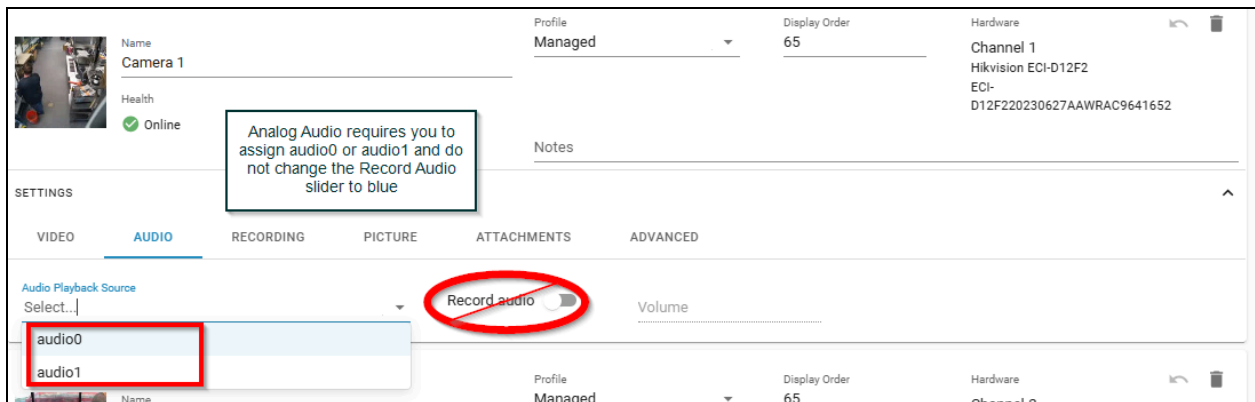 Name
Camera 1
Health
Online
Profile
Managed
Display Order
65
Hardware
Channel 1
Hikvision ECI-D12F2
ECI-
D12F220230627AAWRAC9641652
Notes
Analog Audio requires you to
assign audio0 or audio1 and do
not change the Record Audio
slider to blue
SETTINGS
VIDEO AUDIO RECORDING PICTURE ATTACHMENTS ADVANCED
Audio Playback Source
Select...
audio0
audio1
Record audio
Volume
Name
Profile
Managed
Display Order
65
Hardware
Channel 2